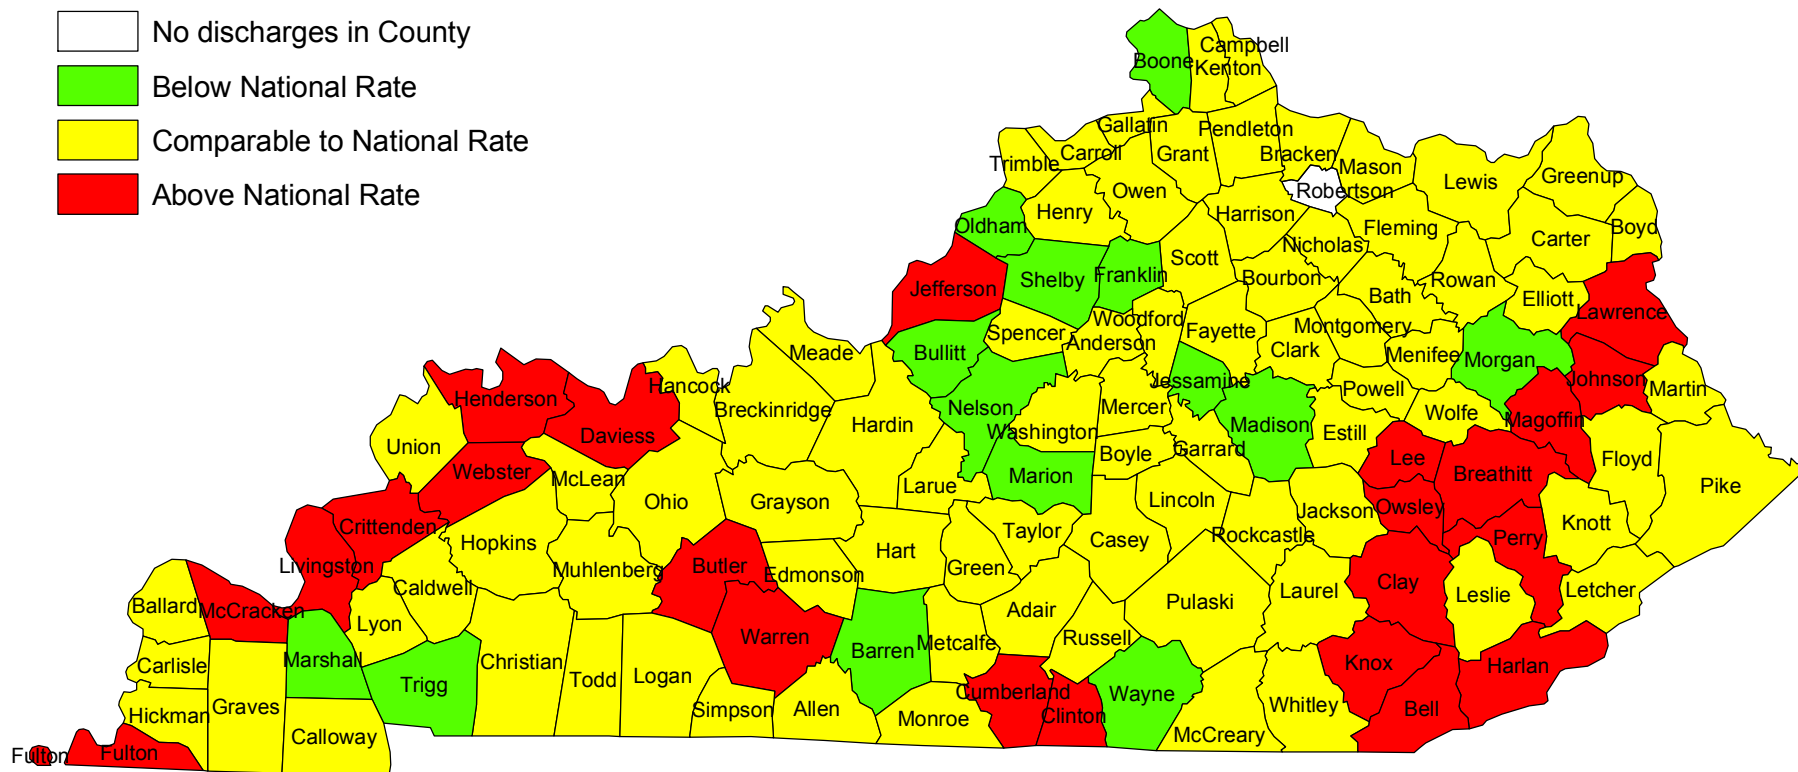 No discharges in County
Below National Rate
Comparable to National Rate
Above National Rate
Campbell
Boone
Kenton
Gallatin
Pendleton
Carroll
Grant
Bracken
Trimble
Mason
Owen
Robertson
Lewis
Greenup
Henry
Harrison
Oldham
Fleming
Boyd
Nicholas
Carter
Scott
Shelby
Franklin
Bourbon
Rowan
Jefferson
Bath
Elliott
Lawrence
Woodford
Spencer
Fayette
Montgomery
Anderson
Clark
Meade
Bullitt
Menifee
Morgan
Jessamine
Johnson
Hancock
Powell
Martin
Henderson
Breckinridge
Nelson
Mercer
Wolfe
Magoffin
Hardin
Washington
Madison
Estill
Daviess
Union
Boyle
Garrard
Lee
Floyd
Webster
McLean
Marion
Breathitt
Larue
Ohio
Grayson
Lincoln
Pike
Crittenden
Taylor
Jackson
Owsley
Knott
Rockcastle
Casey
Perry
Hopkins
Hart
Livingston
Muhlenberg
Butler
Edmonson
Green
Clay
Caldwell
Laurel
Leslie
Letcher
Ballard
McCracken
Adair
Pulaski
Lyon
Warren
Russell
Metcalfe
Barren
Marshall
Carlisle
Christian
Knox
Harlan
Trigg
Todd
Logan
Cumberland
Wayne
Graves
Hickman
Simpson
Allen
Monroe
Clinton
Whitley
Bell
Calloway
McCreary
Fulton
Fulton